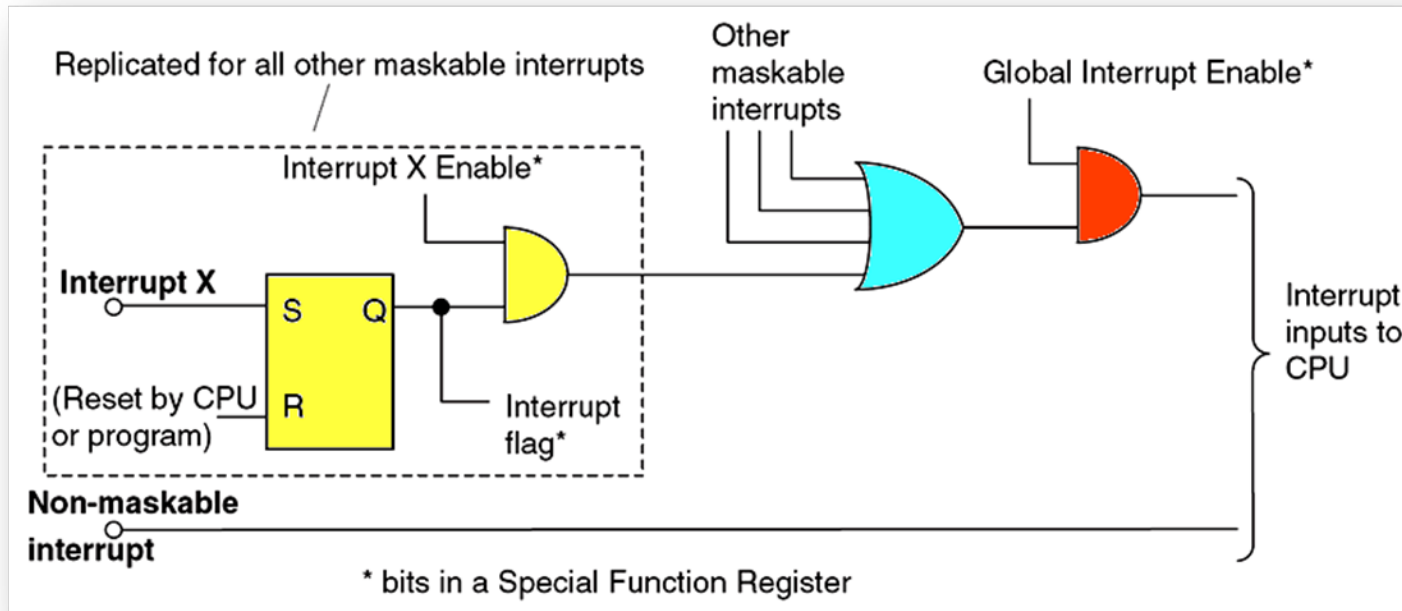 Replicated for all other maskable interrupts
Other
maskable
interrupts
Global Interrupt Enable*
Interrupt X Enable*
Interrupt X
S
Q
(Reset by CPU
or program)
R
Interrupt
flag*
Interrupt
inputs to
CPU
Non-maskable
interrupt
* bits in a Special Function Register